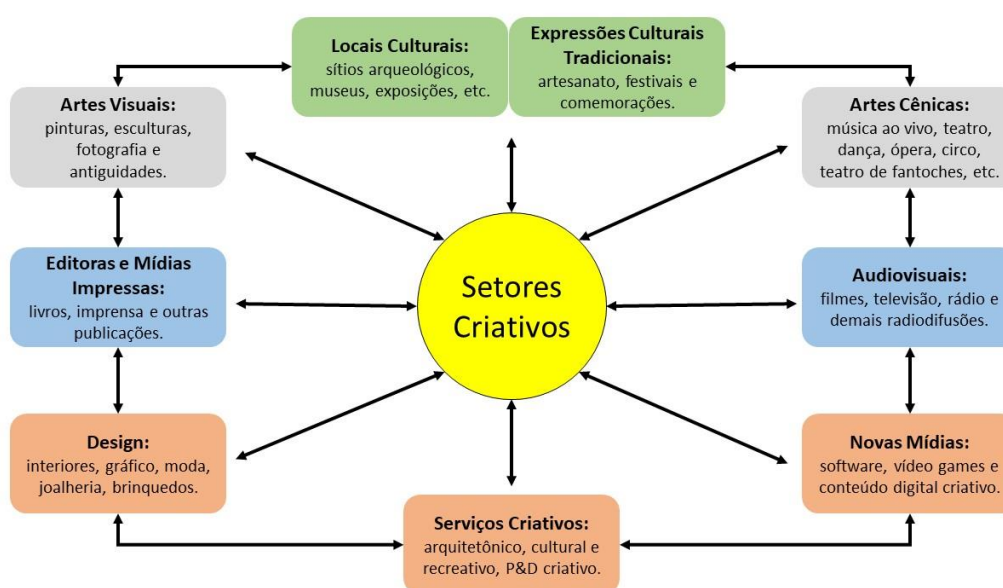 Locais Culturais:
sítios arqueológicos,
museus, exposições, etc.
Expressões Culturais
Tradicionais:
artesanato, festivais e
comemorações.
Artes Visuais:
pinturas, esculturas,
fotografia e
antiguidades.
Artes Cênicas:
música ao vivo, teatro,
dança, ópera, circo,
teatro de fantoches, etc.
Editoras e Mídias
Impressas:
livros, imprensa e outras
publicações.
Setores
Criativos
Audiovisuais:
filmes, televisão, rádio e
demais radiodifusões.
Design:
interiores, gráfico, moda,
joalheria, brinquedos.
Novas Mídias:
software, vídeo games e
conteúdo digital criativo.
Serviços Criativos:
arquitetônico, cultural e
recreativo, P&D criativo.